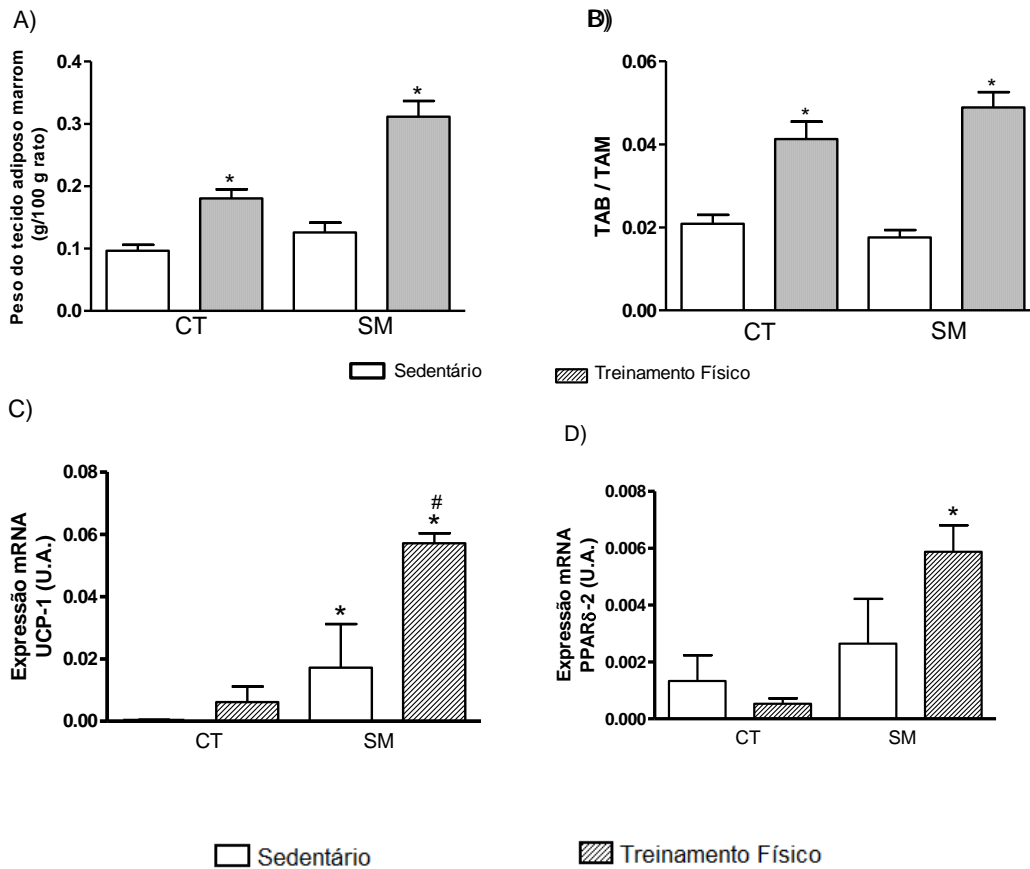 A)
Peso do tecido adiposo marrom
(g/100 g rato)
0.4
0.3
0.2
0.1
0.0
*
*
CT
SM
B)
TAB / TAM
0.06
0.04
0.02
0.00
*
*
CT
SM
Sedentário
Treinamento Físico
C)
Expressão mRNA
UCP-1 (U.A.)
0.08
0.06
0.04
0.02
0.00
*
#
*
CT
SM
D)
Expressão mRNA
PPARδ-2 (U.A.)
0.008
0.006
0.004
0.002
0.000
*
CT
SM
Sedentário
Treinamento Físico